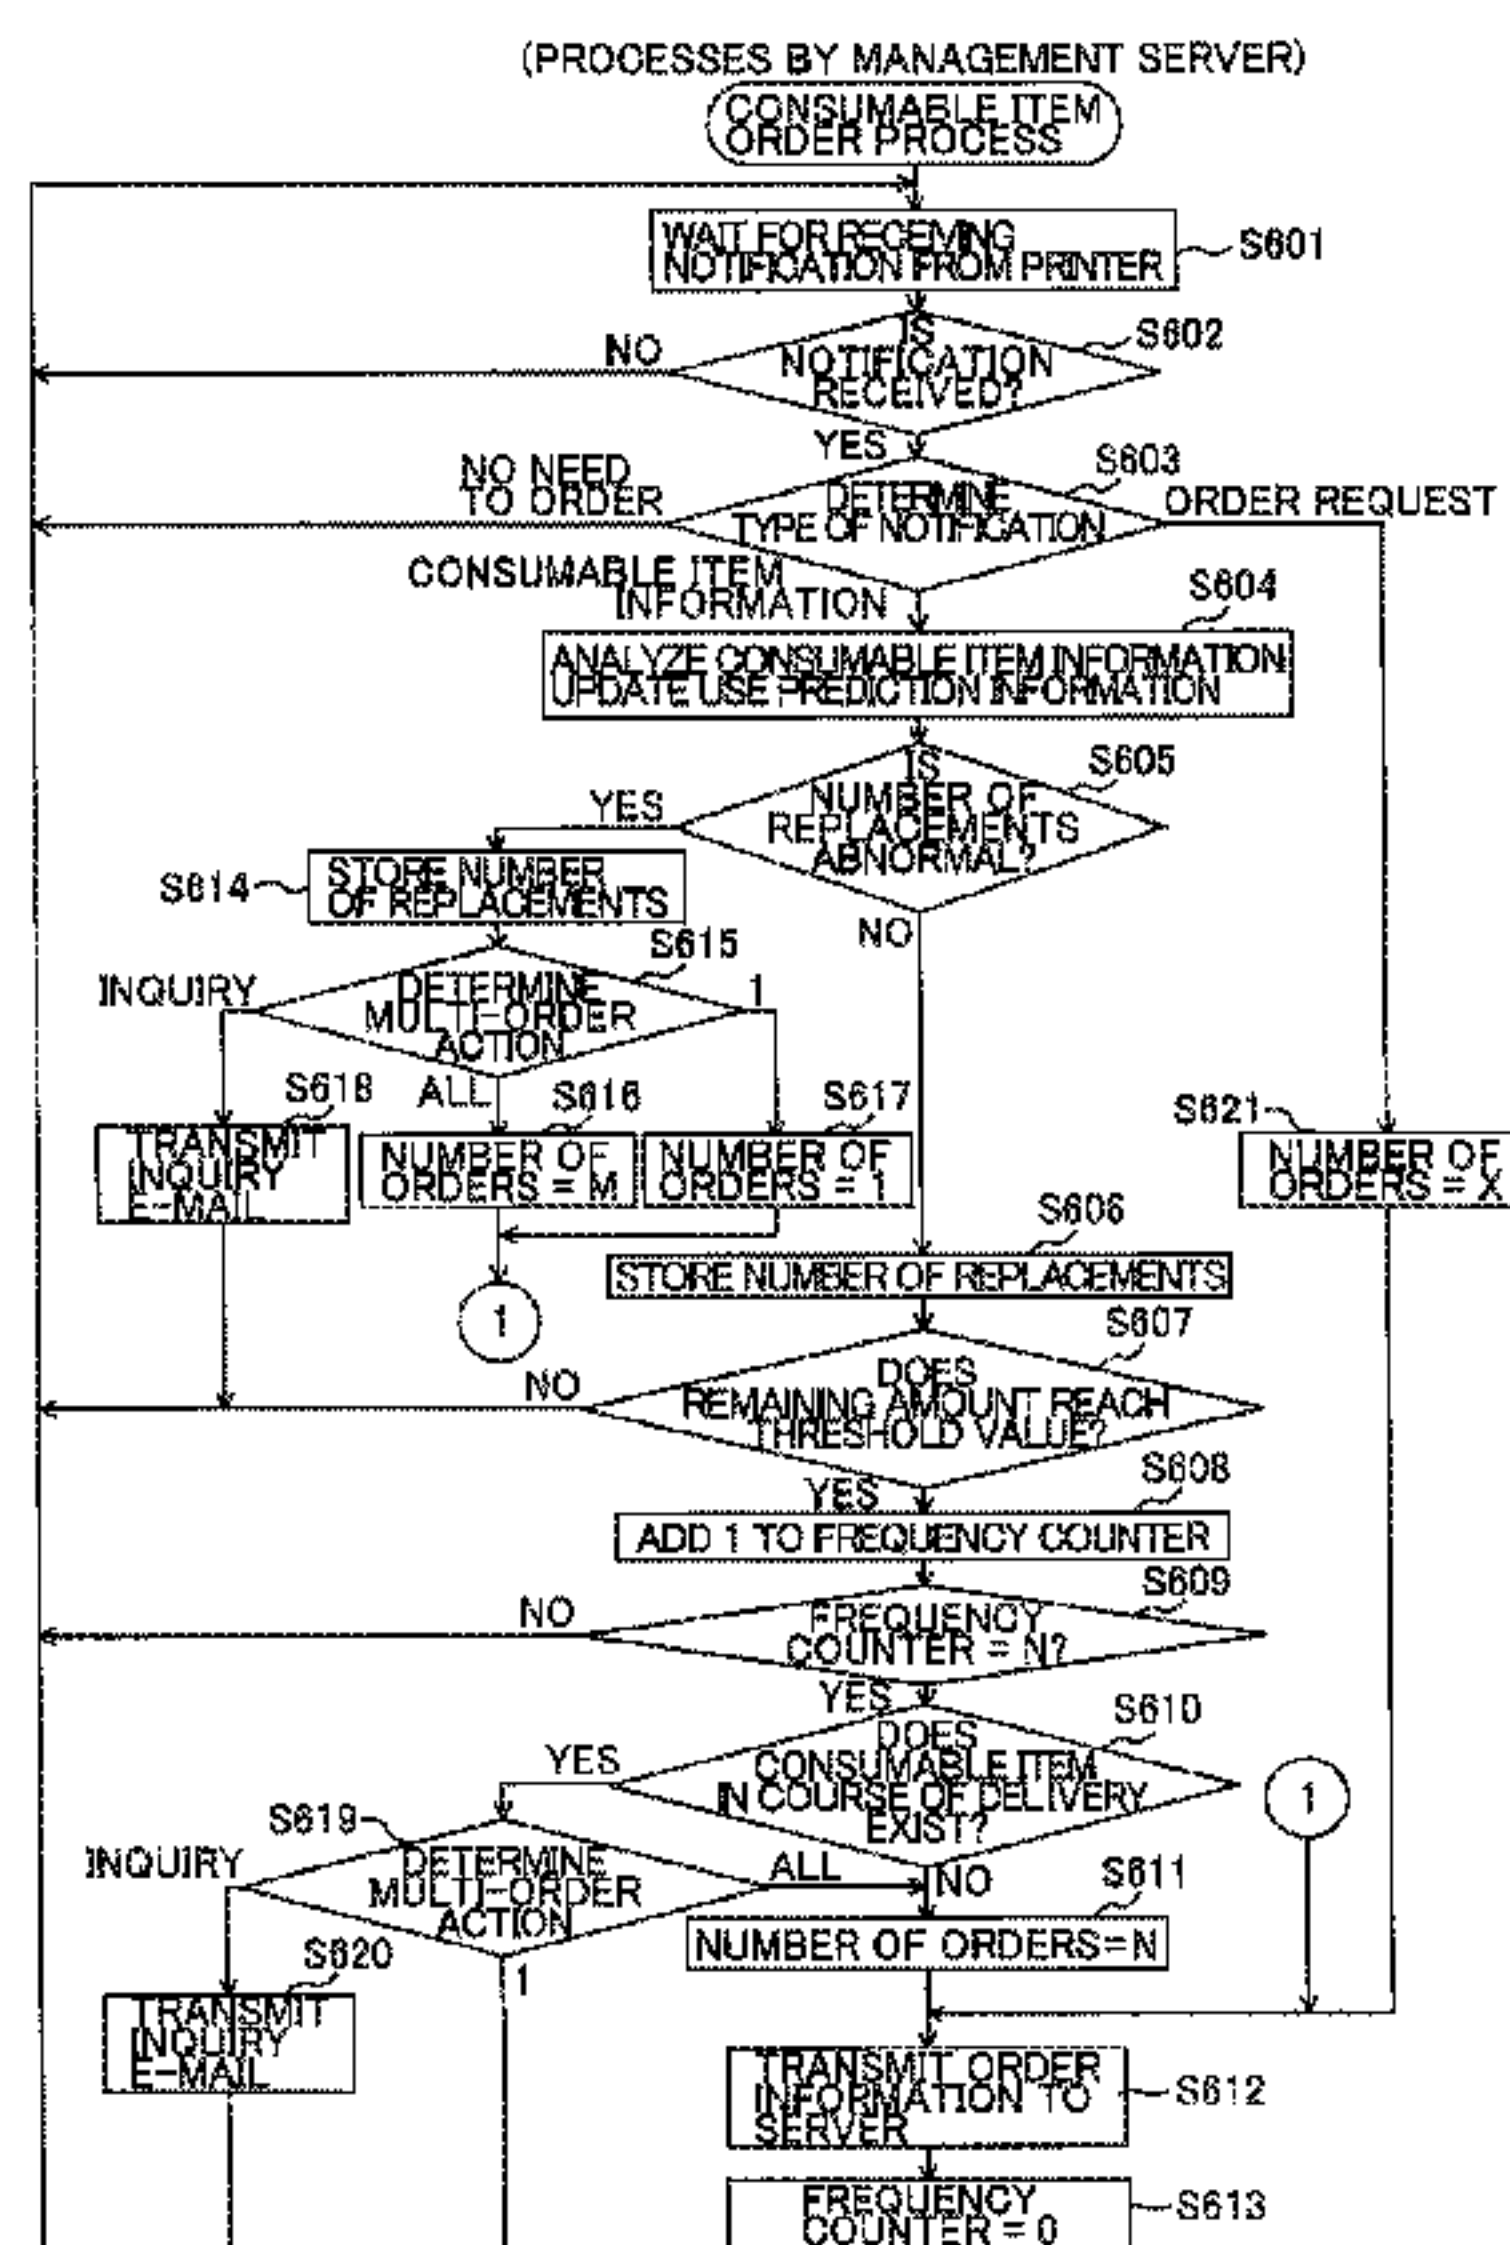 (PROCESSES BY MANAGEMENT SERVER)
CONSUMABLE ITEM
ORDER PROCESS
WAIT FOR RECEIVING
NOTIFICATION FROM PRINTER
S601
IS
NOTIFICATION
RECEIVED?
S602
NO
YES
NO NEED
TO ORDER
DETERMINE
TYPE OF NOTIFICATION
S603
ORDER REQUEST
CONSUMABLE ITEM
INFORMATION
S604
ANALYZE CONSUMABLE ITEM INFORMATION
UPDATE USE PREDICTION INFORMATION
IS
NUMBER OF
REPLACEMENTS
ABNORMAL?
S605
YES
NO
S614
STORE NUMBER
OF REPLACEMENTS
S615
INQUIRY
DETERMINE
MULTI-ORDER
ACTION
1
ALL
S618
TRANSMIT
INQUIRY
E-MAIL
S616
NUMBER OF
ORDERS = M
S617
NUMBER OF
ORDERS = 1
S621
NUMBER OF
ORDERS = X
1
S606
STORE NUMBER OF REPLACEMENTS
S607
DOES
REMAINING AMOUNT REACH
THRESHOLD VALUE?
NO
YES
S608
ADD 1 TO FREQUENCY COUNTER
S609
FREQUENCY
COUNTER = N?
NO
YES
S610
DOES
CONSUMABLE ITEM
IN COURSE OF DELIVERY
EXIST?
YES
NO
1
S619
INQUIRY
DETERMINE
MULTI-ORDER
ACTION
ALL
1
S611
NUMBER OF ORDERS=N
S620
TRANSMIT
INQUIRY
E-MAIL
TRANSMIT ORDER
INFORMATION TO
SERVER
S612
FREQUENCY
COUNTER = 0
S613